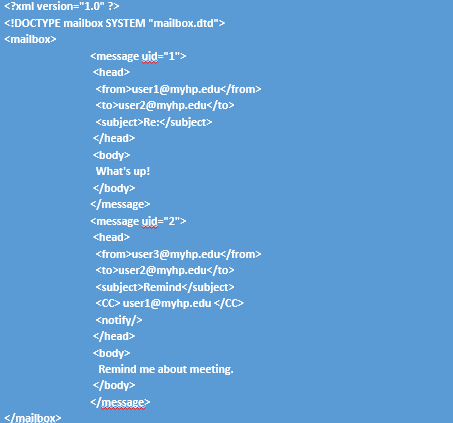 <?xml version="1.0" ?>
<!DOCTYPE mailbox SYSTEM "mailbox.dtd">
<mailbox>
<message uid="1">
<head>
<from>user1@myhp.edu</from>
<to>user2@myhp.edu</to>
<subject>Re:</subject>
</head>
<body>
What's up!
</body>
</message>
<message uid="2">
<head>
<from>user3@myhp.edu</from>
<to>user2@myhp.edu</to>
<subject>Remind</subject>
<CC> user1@myhp.edu </CC>
<notify/>
</head>
<body>
Remind me about meeting.
</body>
</message>
</mailbox>